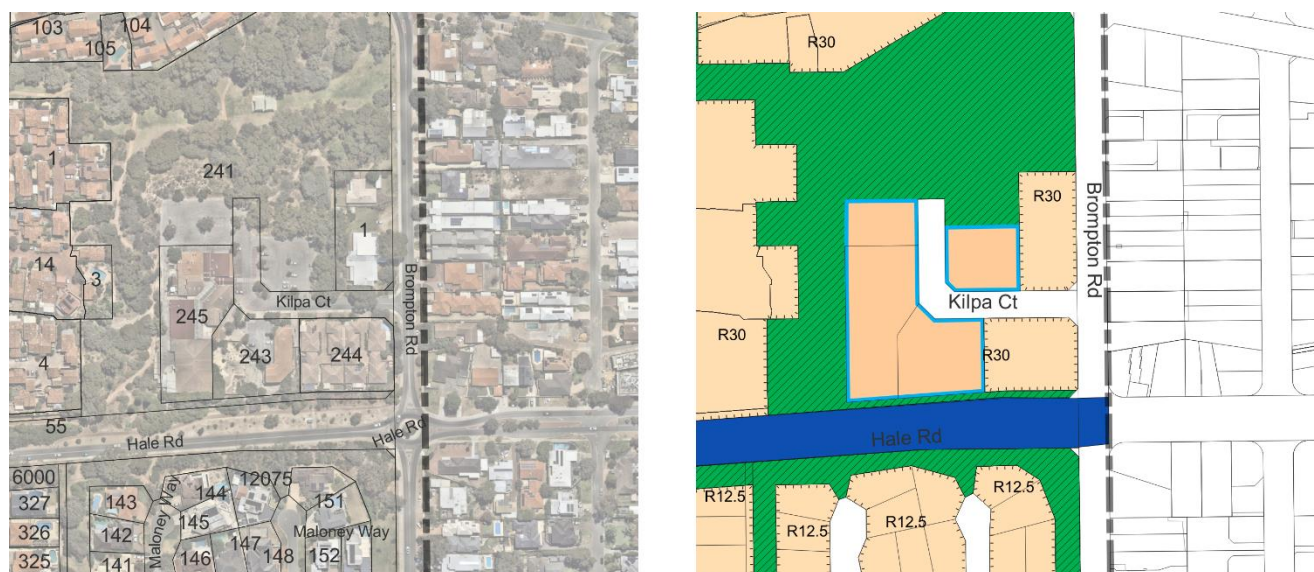 103
104
105
1
241
1
14
3
Brompton Rd
Kilpa Ct
245
243
244
4
55
Hale Rd
Hale Rd
6000
12075
327
143
144
151
Maloney Way
326
142
145
Maloney Way
325
141
146
147
148
152
R30
R30
Brompton Rd
Kilpa Ct
R30
R30
Hale Rd
R12.5
R12.5
R12.5
R12.5